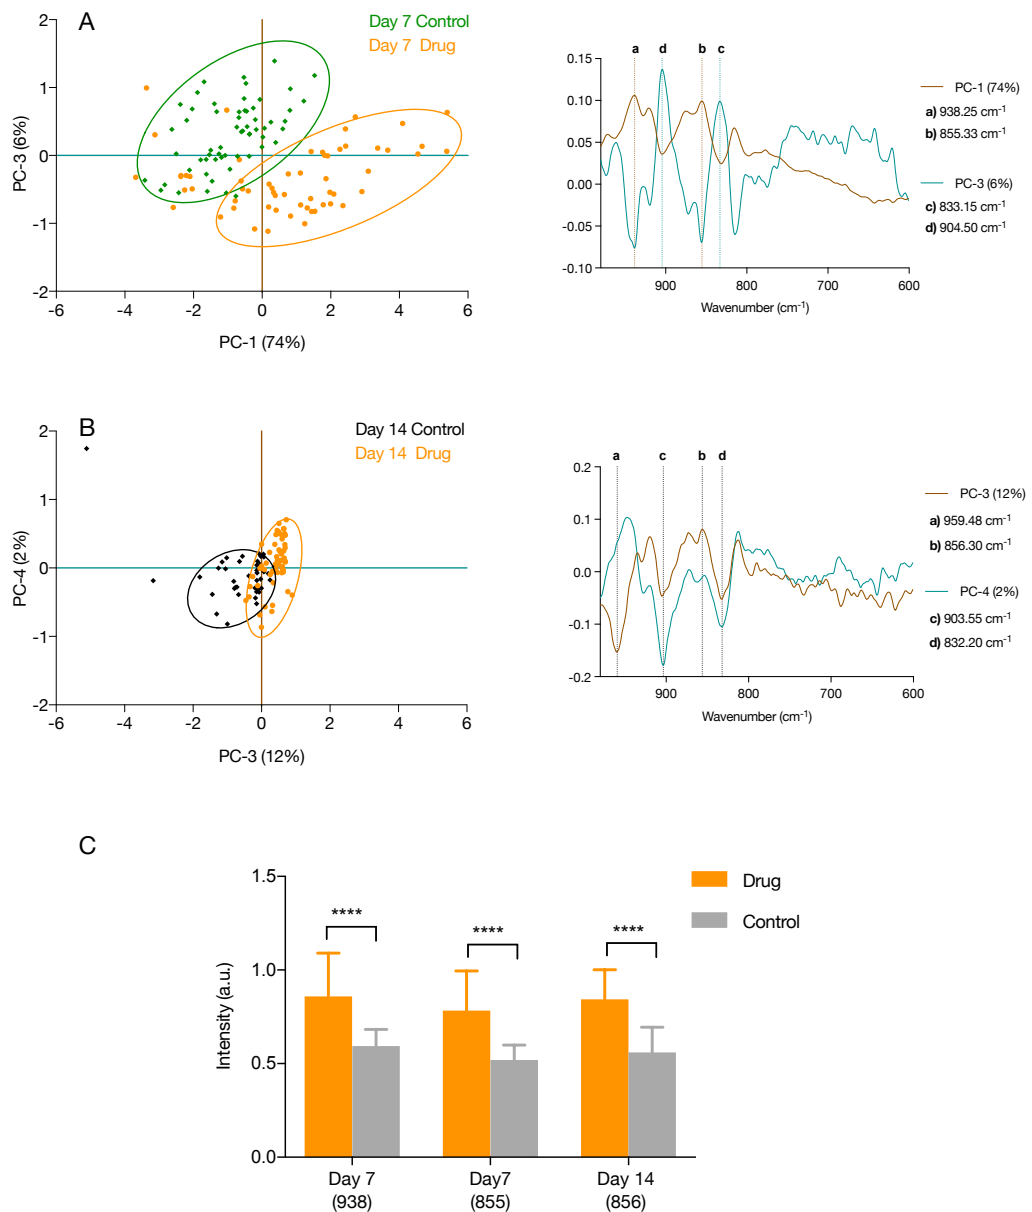 A
Day 7 Control
Day 7 Drug
2
1
0
-1
-2
PC-3 (6%)
-6
-4
-2
0
2
4
6
PC-1 (74%)
a
d
b
c
0.15
0.10
0.05
0.00
-0.05
-0.10
900
800
700
600
Wavenumber (cm-1)
PC-1 (74%)
a) 938.25 cm-1
b) 855.33 cm-1
PC-3 (6%)
c) 833.15 cm-1
d) 904.50 cm-1
B
Day 14 Control
Day 14 Drug
2
1
0
-1
-2
PC-4 (2%)
-6
-4
-2
0
2
4
6
PC-3 (12%)
a
c
b
d
0.2
0.1
0.0
-0.1
-0.2
900
800
700
600
Wavenumber (cm-1)
PC-3 (12%)
a) 959.48 cm-1
b) 856.30 cm-1
PC-4 (2%)
c) 903.55 cm-1
d) 832.20 cm-1
C
1.5
1.0
0.5
0.0
Intensity (a.u.)
****
****
****
Drug
Control
Day 7
(938)
Day7
(855)
Day 14
(856)